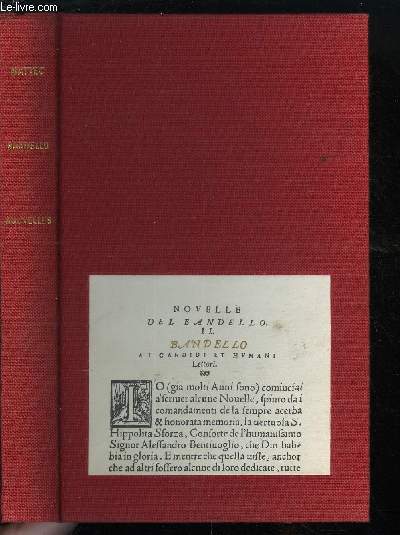 Le-livre.com
MATTEO
BANDELLO
NOUVELLES
NOVELLE
DEL BANDELLO.
IL
BANDELLO
AI CANDIDI ET HUMANI
Lettori.
IO (gia molti Anni sono) cominciai
a scriuer alcune Nouelle, spinto da i
comandamenti de la sempre acerba
& honorata memoria, la vertuosa S.
Hippolita Sforza, Consorte de l'humanissimo
Signor Alessandro Bentiuoglio, che Dio hab
bia in gloria. E mentre che quella visse, anchor
che ad altri fossero alcune di loro dedicate, tutte